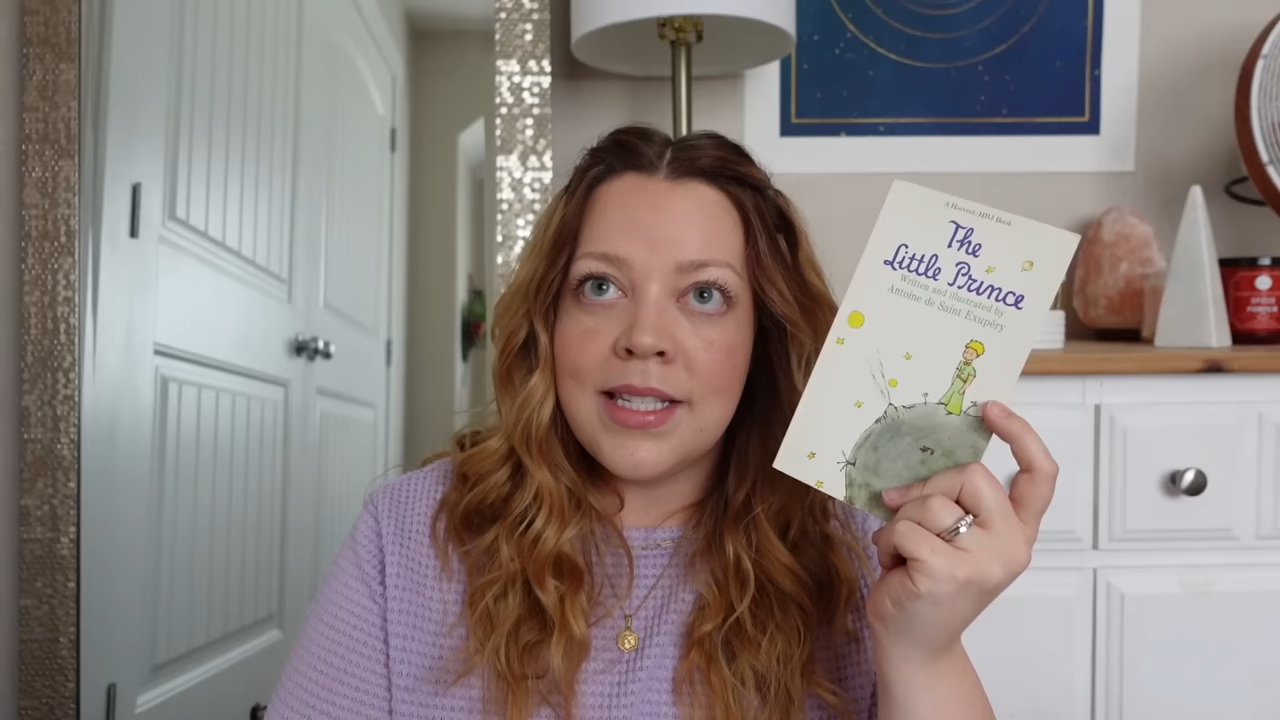 A Harvest/HBJ Book
The
Little Prince
Written and illustrated by
Antoine de Saint Exupéry